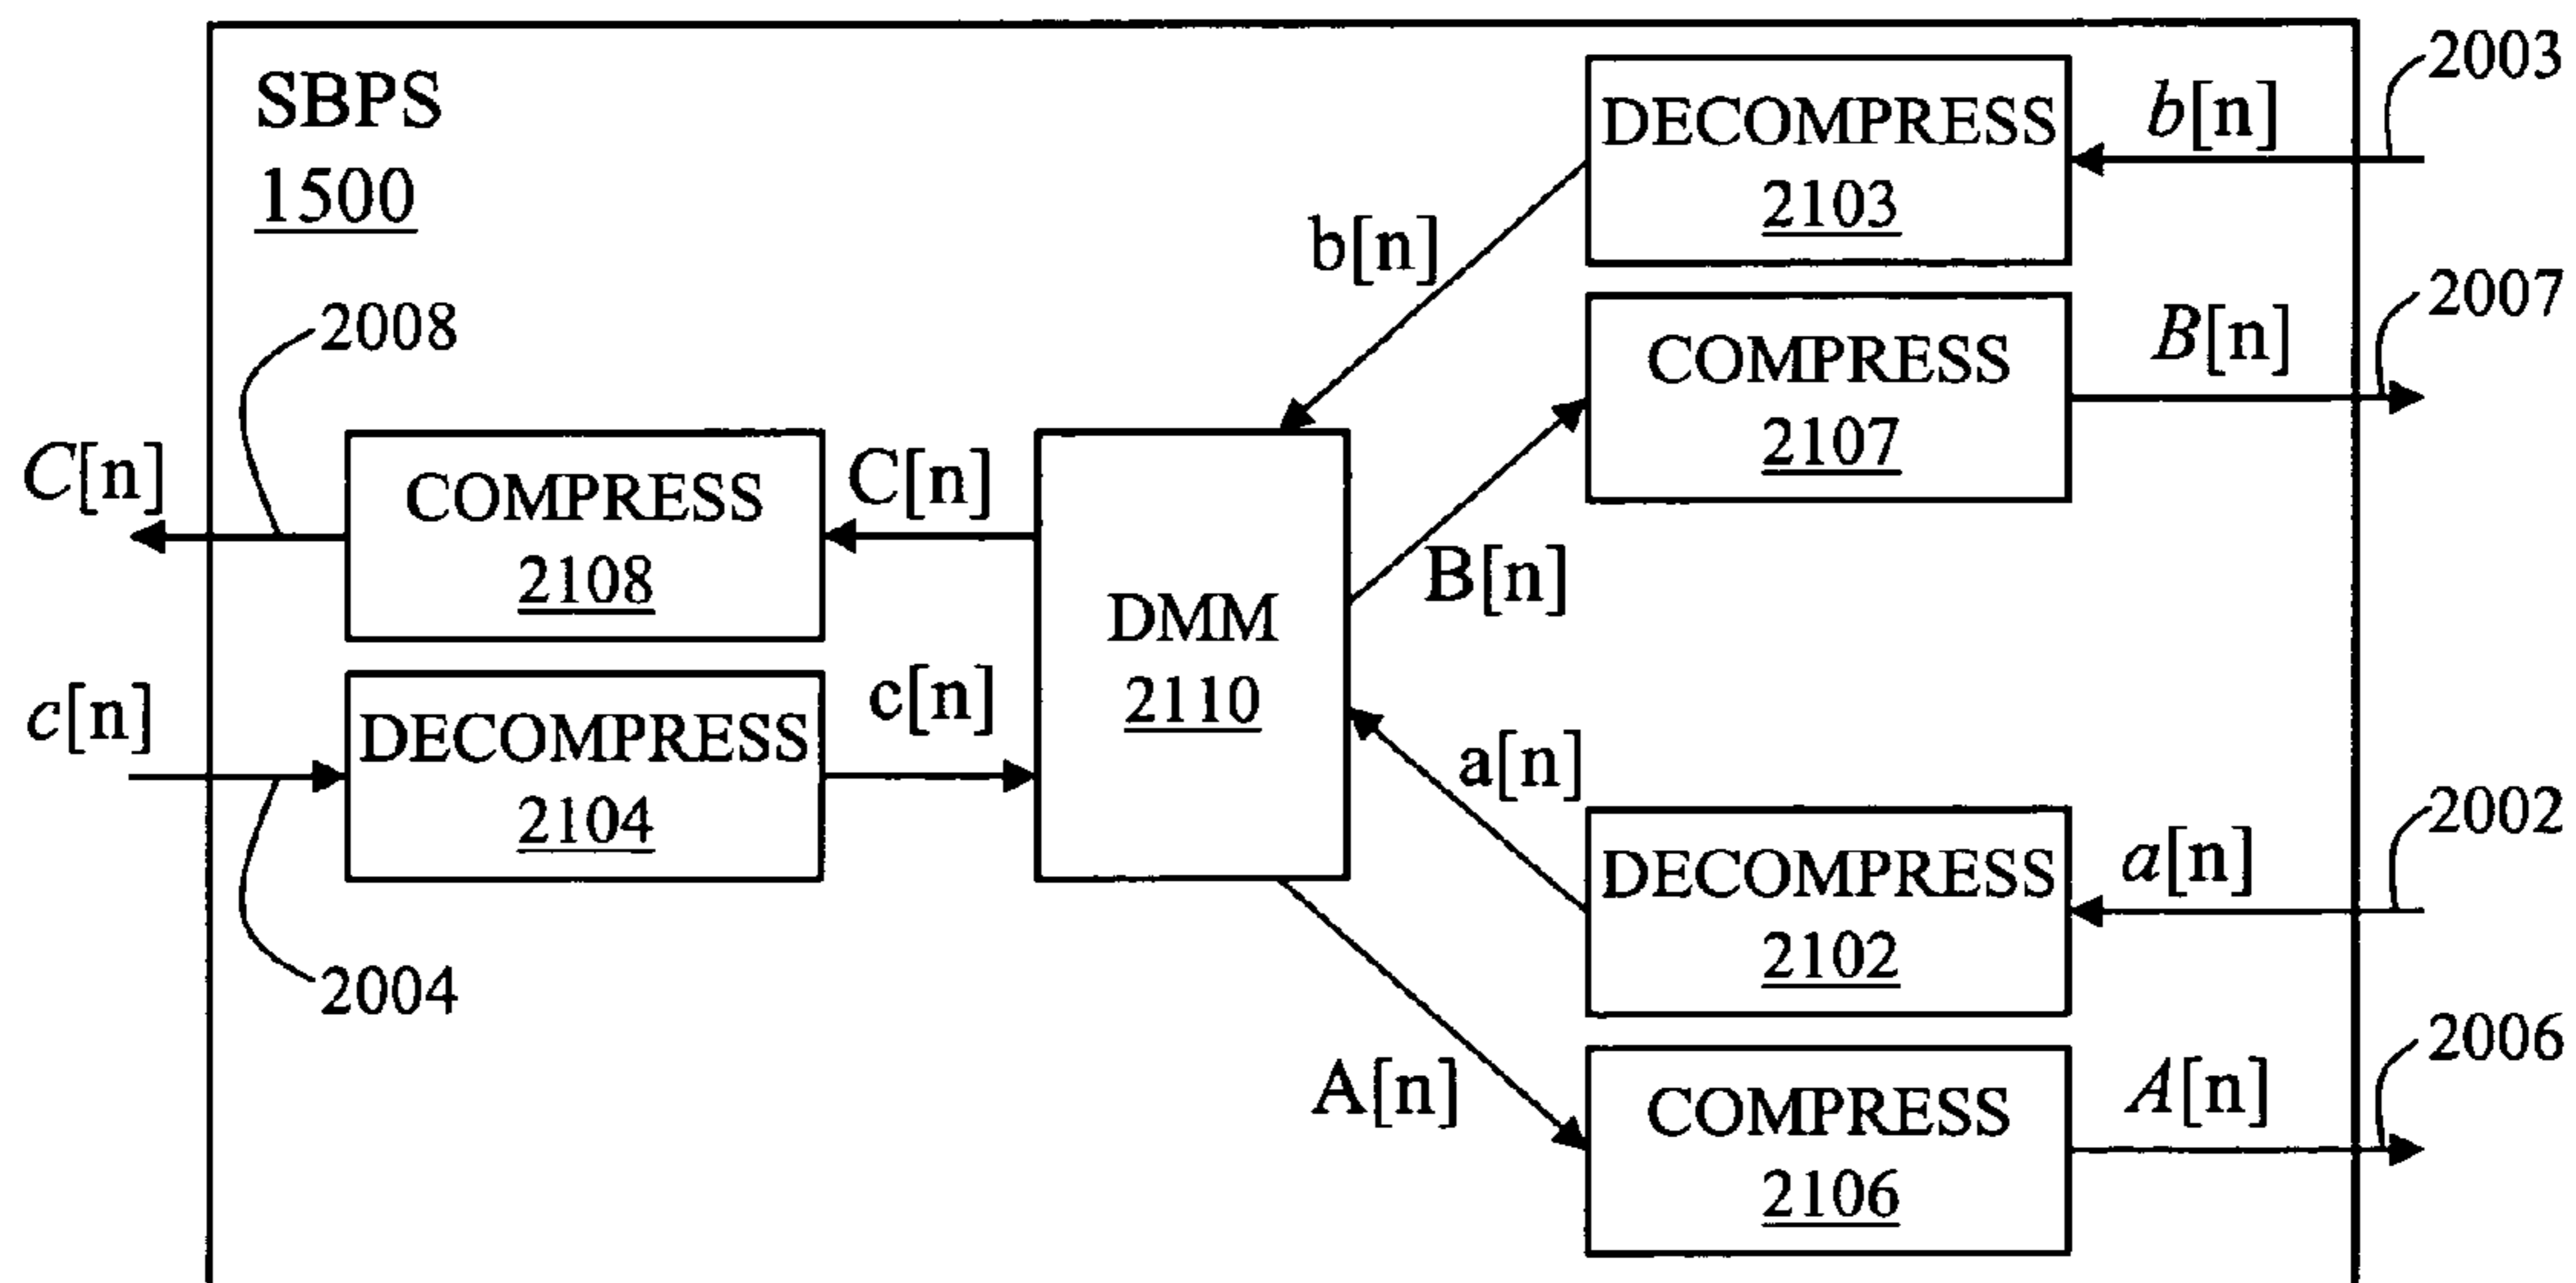 SBPS
1500
DECOMPRESS
2103
b[n]
2003
b[n]
COMPRESS
2107
B[n]
2007
B[n]
2008
C[n]
COMPRESS
2108
C[n]
DMM
2110
c[n]
DECOMPRESS
2104
c[n]
2004
a[n]
DECOMPRESS
2102
a[n]
2002
A[n]
COMPRESS
2106
A[n]
2006